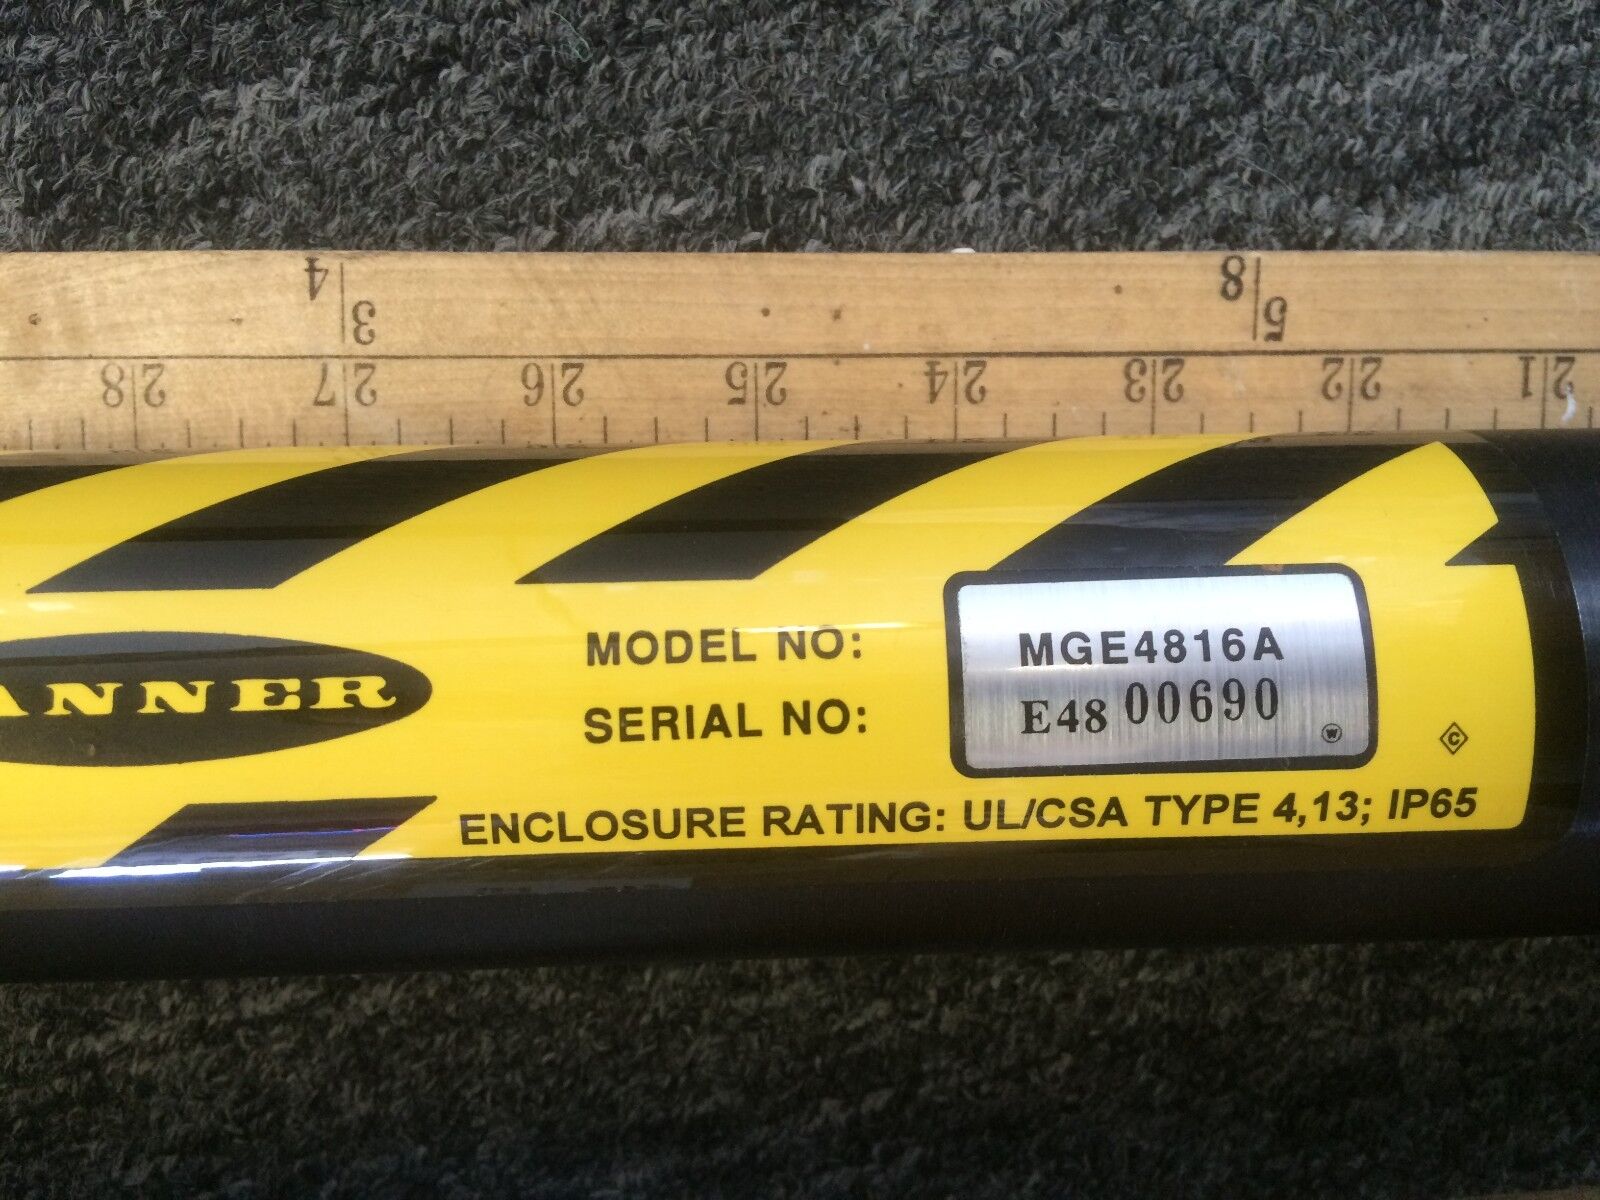 4 8
3 5
28 27 26 25 24 23 22 21
ANNER
MODEL NO: MGE4816A
SERIAL NO: E48 00690
W
C
ENCLOSURE RATING: UL/CSA TYPE 4,13; IP65